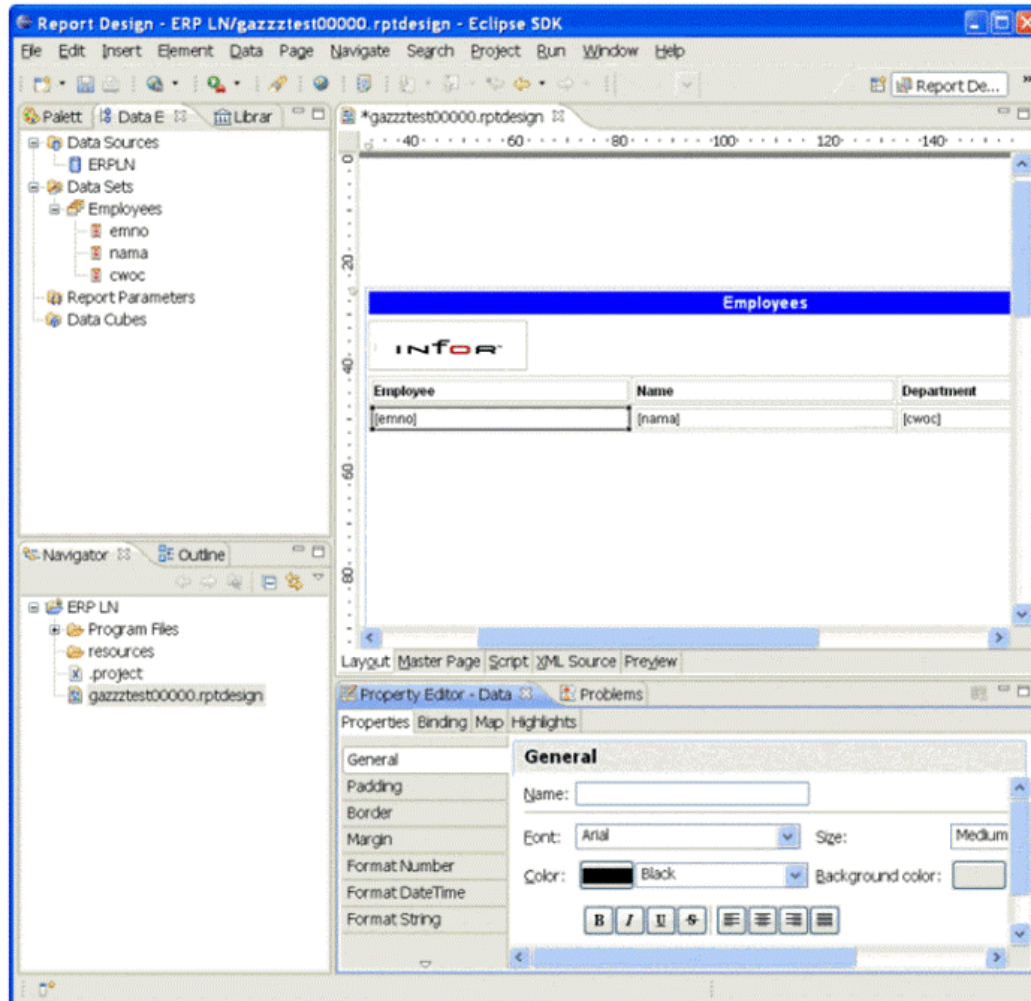 Report Design - ERP LN/gazzztest00000.rptdesign - Eclipse SDK
File Edit Insert Element Data Page Navigate Search Project Run Window Help
Report De... »
Palett Data E Librar
Data Sources
ERPLN
Data Sets
Employees
emno
nama
cwoc
Report Parameters
Data Cubes
*gazzztest00000.rptdesign
40 60 80 100 120 140
0
20
40
60
80
Employees
INFOR
Employee Name Department
[emno] [nama] [cwoc]
Layout Master Page Script XML Source Preview
Navigator Outline
ERP LN
Program Files
resources
.project
gazzztest00000.rptdesign
Property Editor - Data Problems
Properties Binding Map Highlights
General
Padding
Border
Margin
Format Number
Format DateTime
Format String
General
Name:
Font: Arial Size: Medium
Color: Black Background color:
B I U S